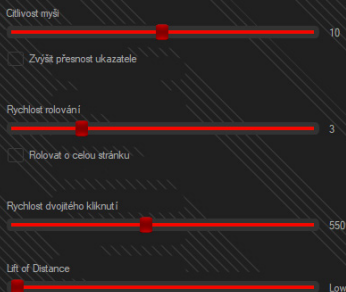 Citlivost myši
10
Zvýšit přesnost ukazatele
Rychlost rolování
3
Rolovat o celou stránku
Rychlost dvojitého kliknutí
550
Lift of Distance
Low